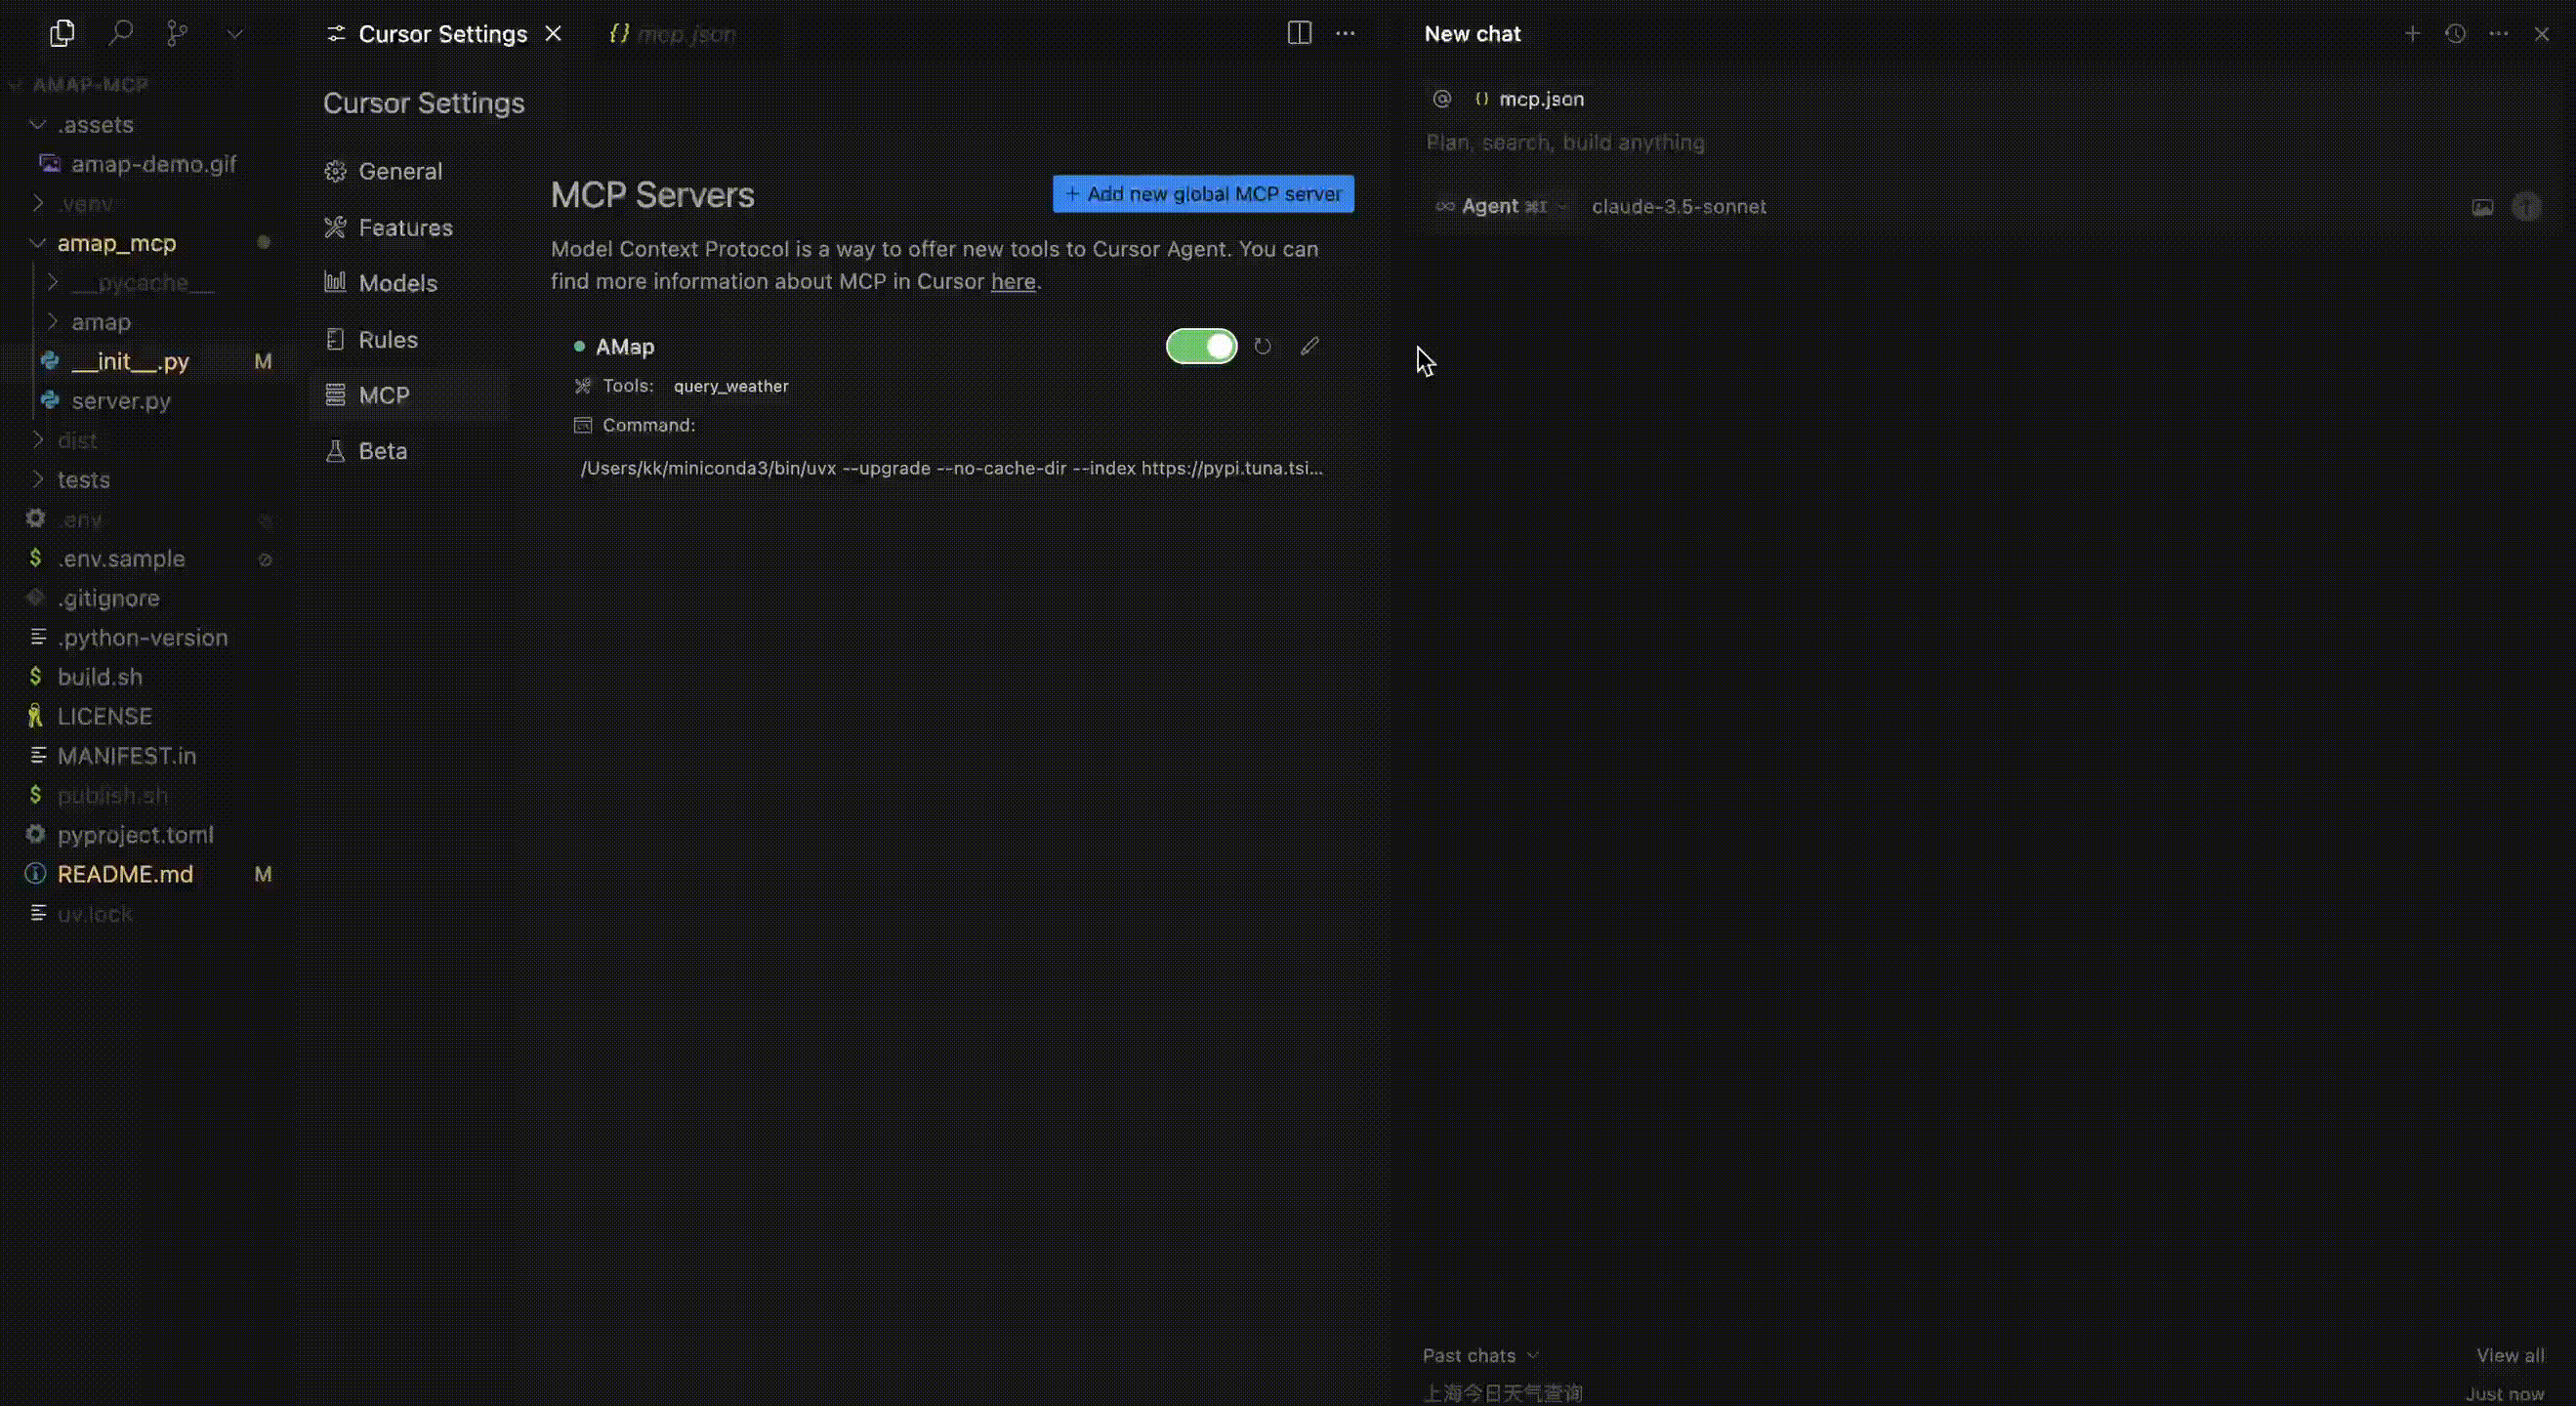 AMAP-MCP
.assets
amap-demo.gif
.venv
amap_mcp
__pycache__
amap
__init__.py M
server.py
dist
tests
.env
.env.sample
.gitignore
.python-version
build.sh
LICENSE
MANIFEST.in
publish.sh
pyproject.toml
README.md M
uv.lock
Cursor Settings
{} mcp.json
Cursor Settings
General
Features
Models
Rules
MCP
Beta
MCP Servers
+ Add new global MCP server
Model Context Protocol is a way to offer new tools to Cursor Agent. You can
find more information about MCP in Cursor here.
AMap
Tools: query_weather
Command:
/Users/kk/miniconda3/bin/uvx --upgrade --no-cache-dir --index https://pypi.tuna.tsi...
New chat
@ {} mcp.json
Plan, search, build anything
∞ Agent ⌘I claude-3.5-sonnet
Past chats View all
上海今日天气查询 Just now